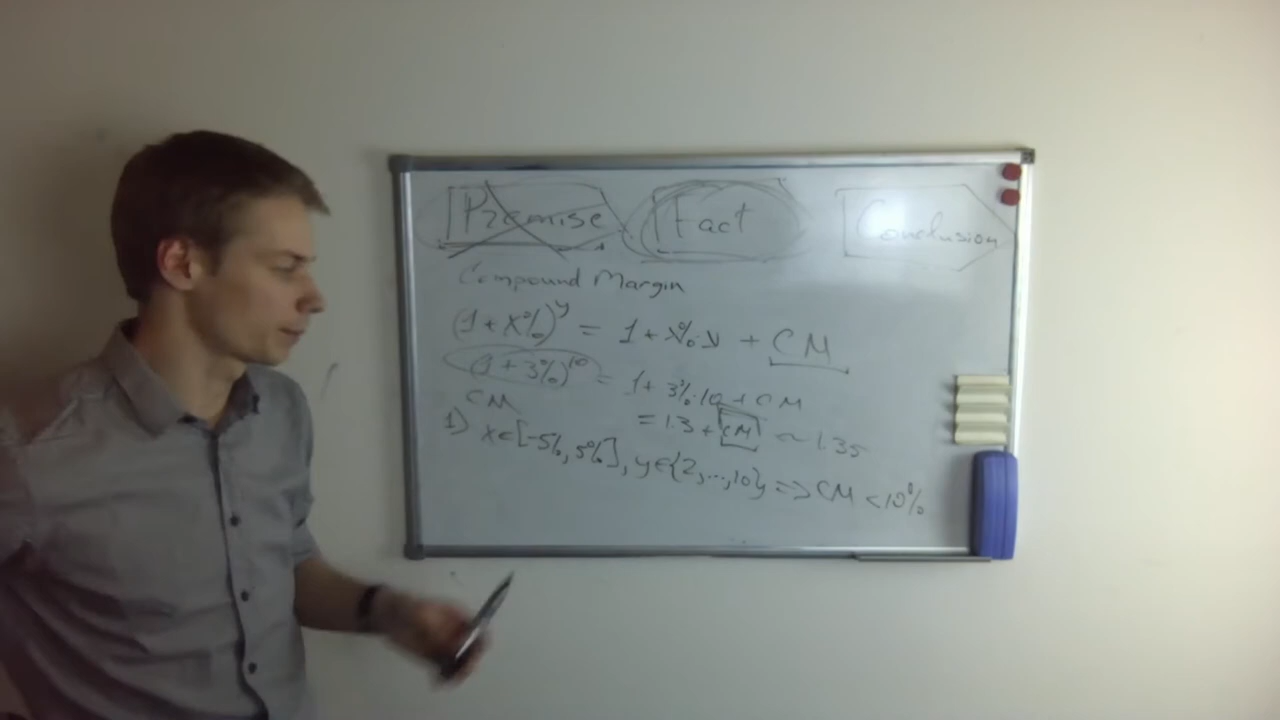 Premise Fact Conclusion
Compound Margin
(1 + x%)^y = 1 + x%·y + CM
(1 + 3%)^10 = 1 + 3%·10 + CM
= 1.3 + CM ~ 1.35
CM
1) x∈[-5%, 5%], y∈{2,...,10} => CM < 10%